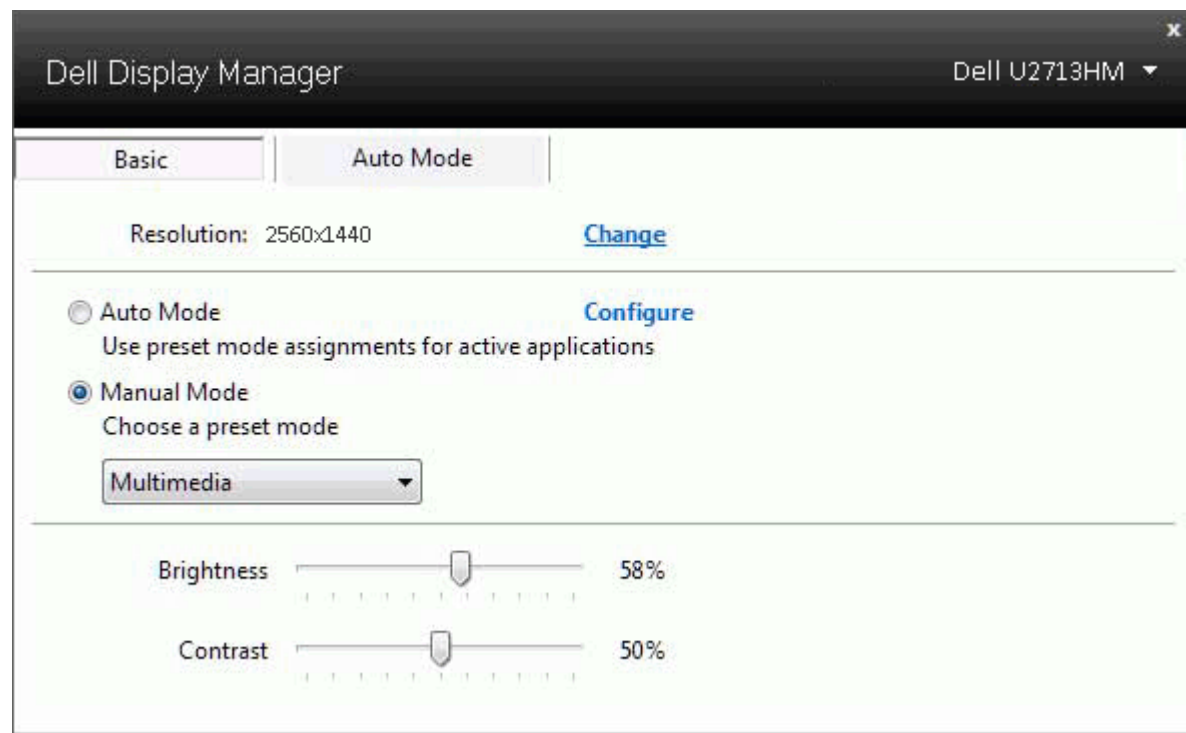 x
Dell Display Manager
Dell U2713HM
Basic
Auto Mode
Resolution: 2560x1440 Change
Auto Mode Configure
Use preset mode assignments for active applications
Manual Mode
Choose a preset mode
Multimedia
Brightness 58%
Contrast 50%